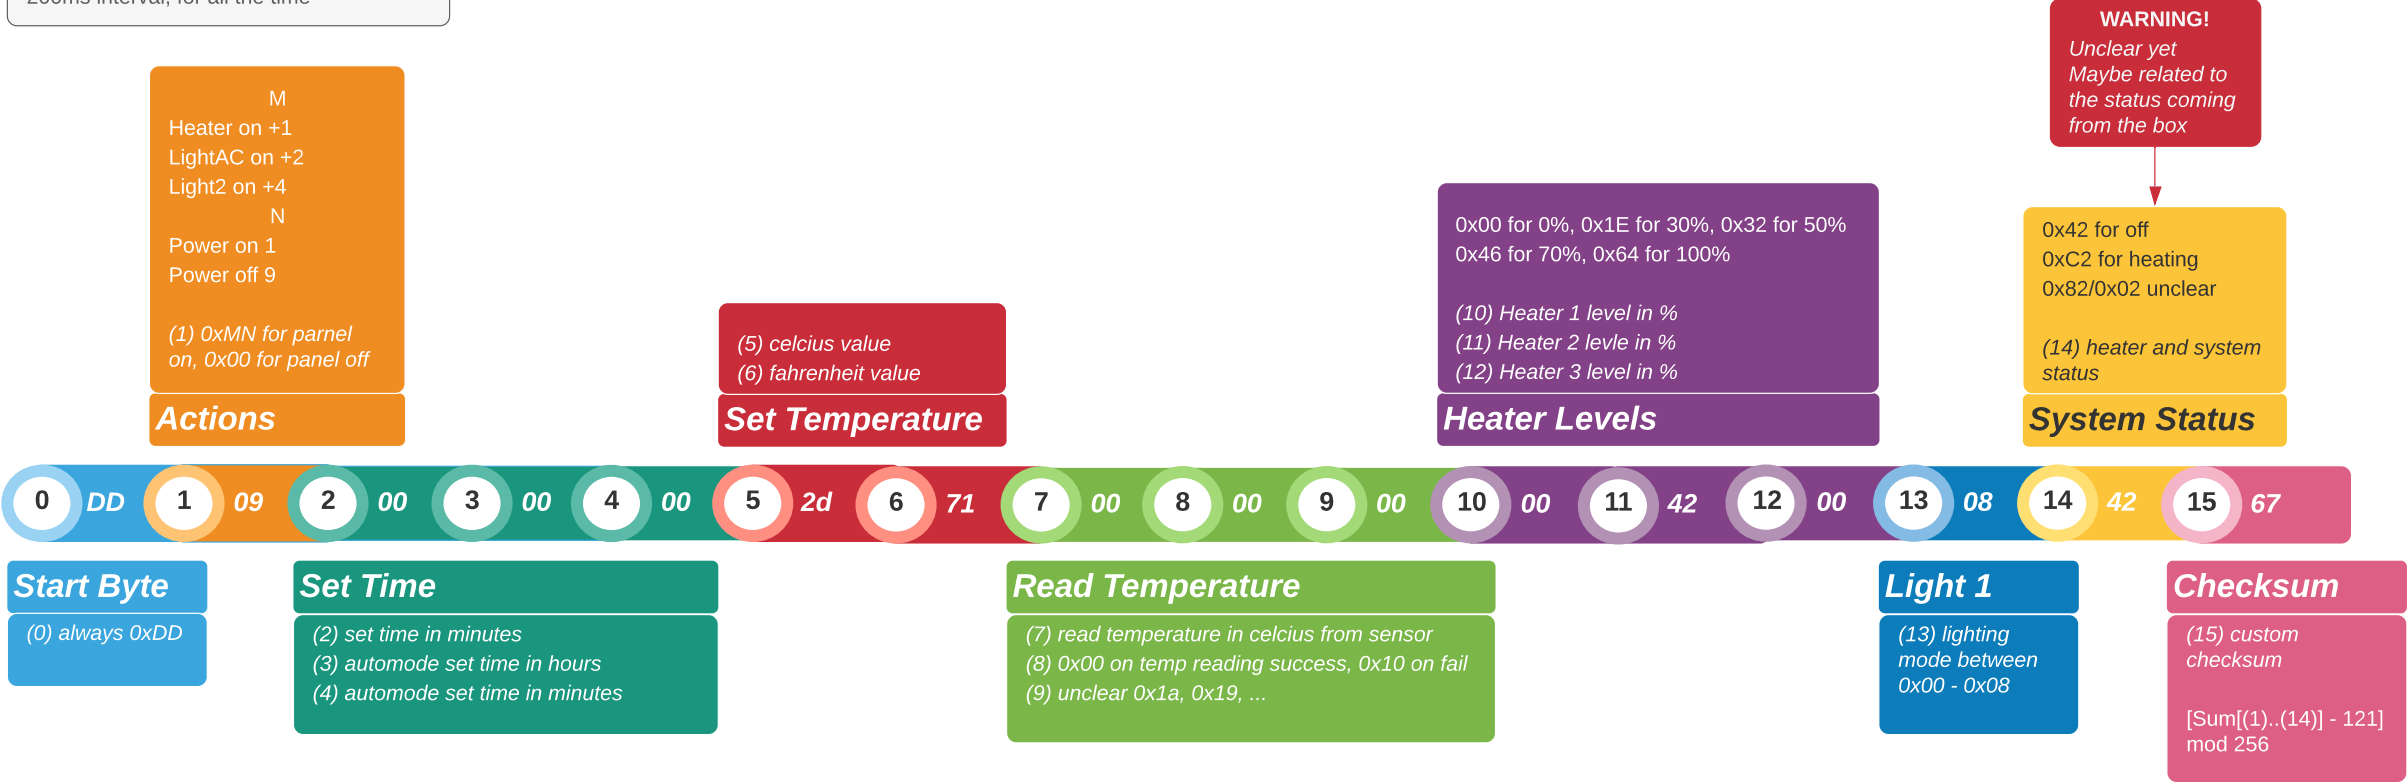 200ms interval, for all the time
WARNING!
Unclear yet
Maybe related to
the status coming
from the box
M
Heater on +1
LightAC on +2
Light2 on +4
N
Power on 1
Power off 9
(1) 0xMN for parnel
on, 0x00 for panel off
Actions
(5) celcius value
(6) fahrenheit value
Set Temperature
0x00 for 0%, 0x1E for 30%, 0x32 for 50%
0x46 for 70%, 0x64 for 100%
(10) Heater 1 level in %
(11) Heater 2 levle in %
(12) Heater 3 level in %
Heater Levels
0x42 for off
0xC2 for heating
0x82/0x02 unclear
(14) heater and system
status
System Status
0 DD 1 09 2 00 3 00 4 00 5 2d 6 71 7 00 8 00 9 00 10 00 11 42 12 00 13 08 14 42 15 67
Start Byte
(0) always 0xDD
Set Time
(2) set time in minutes
(3) automode set time in hours
(4) automode set time in minutes
Read Temperature
(7) read temperature in celcius from sensor
(8) 0x00 on temp reading success, 0x10 on fail
(9) unclear 0x1a, 0x19, ...
Light 1
(13) lighting
mode between
0x00 - 0x08
Checksum
(15) custom
checksum
[Sum[(1)..(14)] - 121]
mod 256